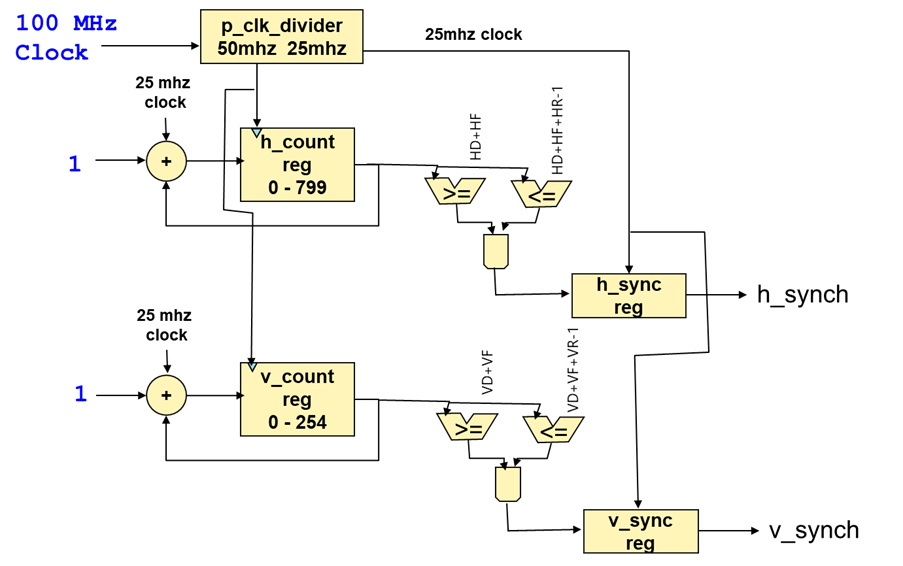 100 MHz
Clock
p_clk_divider
50mhz 25mhz
25mhz clock
25 mhz
clock
1
+
h_count
reg
0 - 799
HD+HF
HD+HF+HR-1
>=
<=
h_sync
reg
h_synch
25 mhz
clock
1
+
v_count
reg
0 - 254
VD+VF
VD+VF+VR-1
>=
<=
v_sync
reg
v_synch